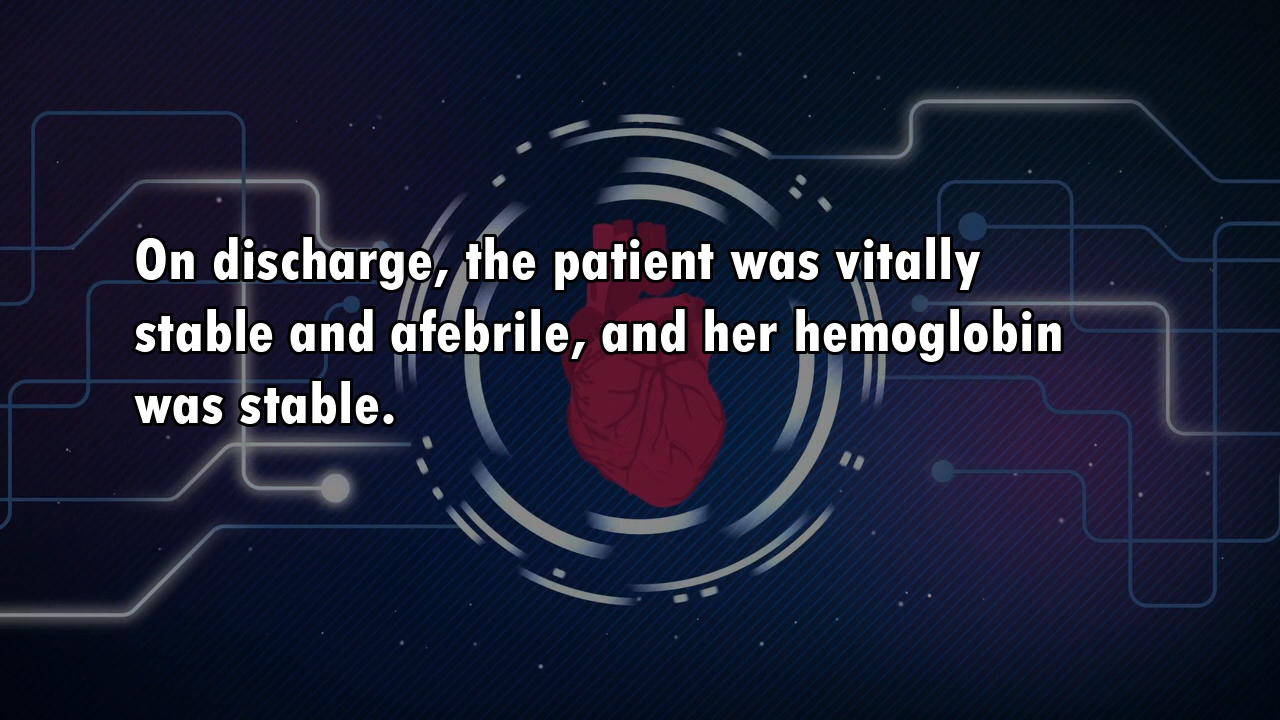 On discharge, the patient was vitally
stable and afebrile, and her hemoglobin
was stable.